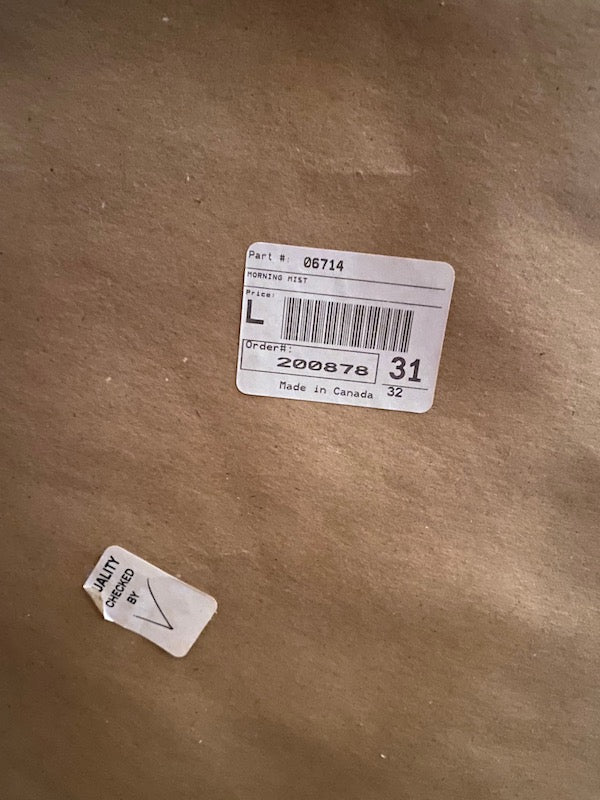 Part #: 06714
MORNING MIST
Price:
L
Order#:
200878
31
32
Made in Canada
UALITY
CHECKED
BY